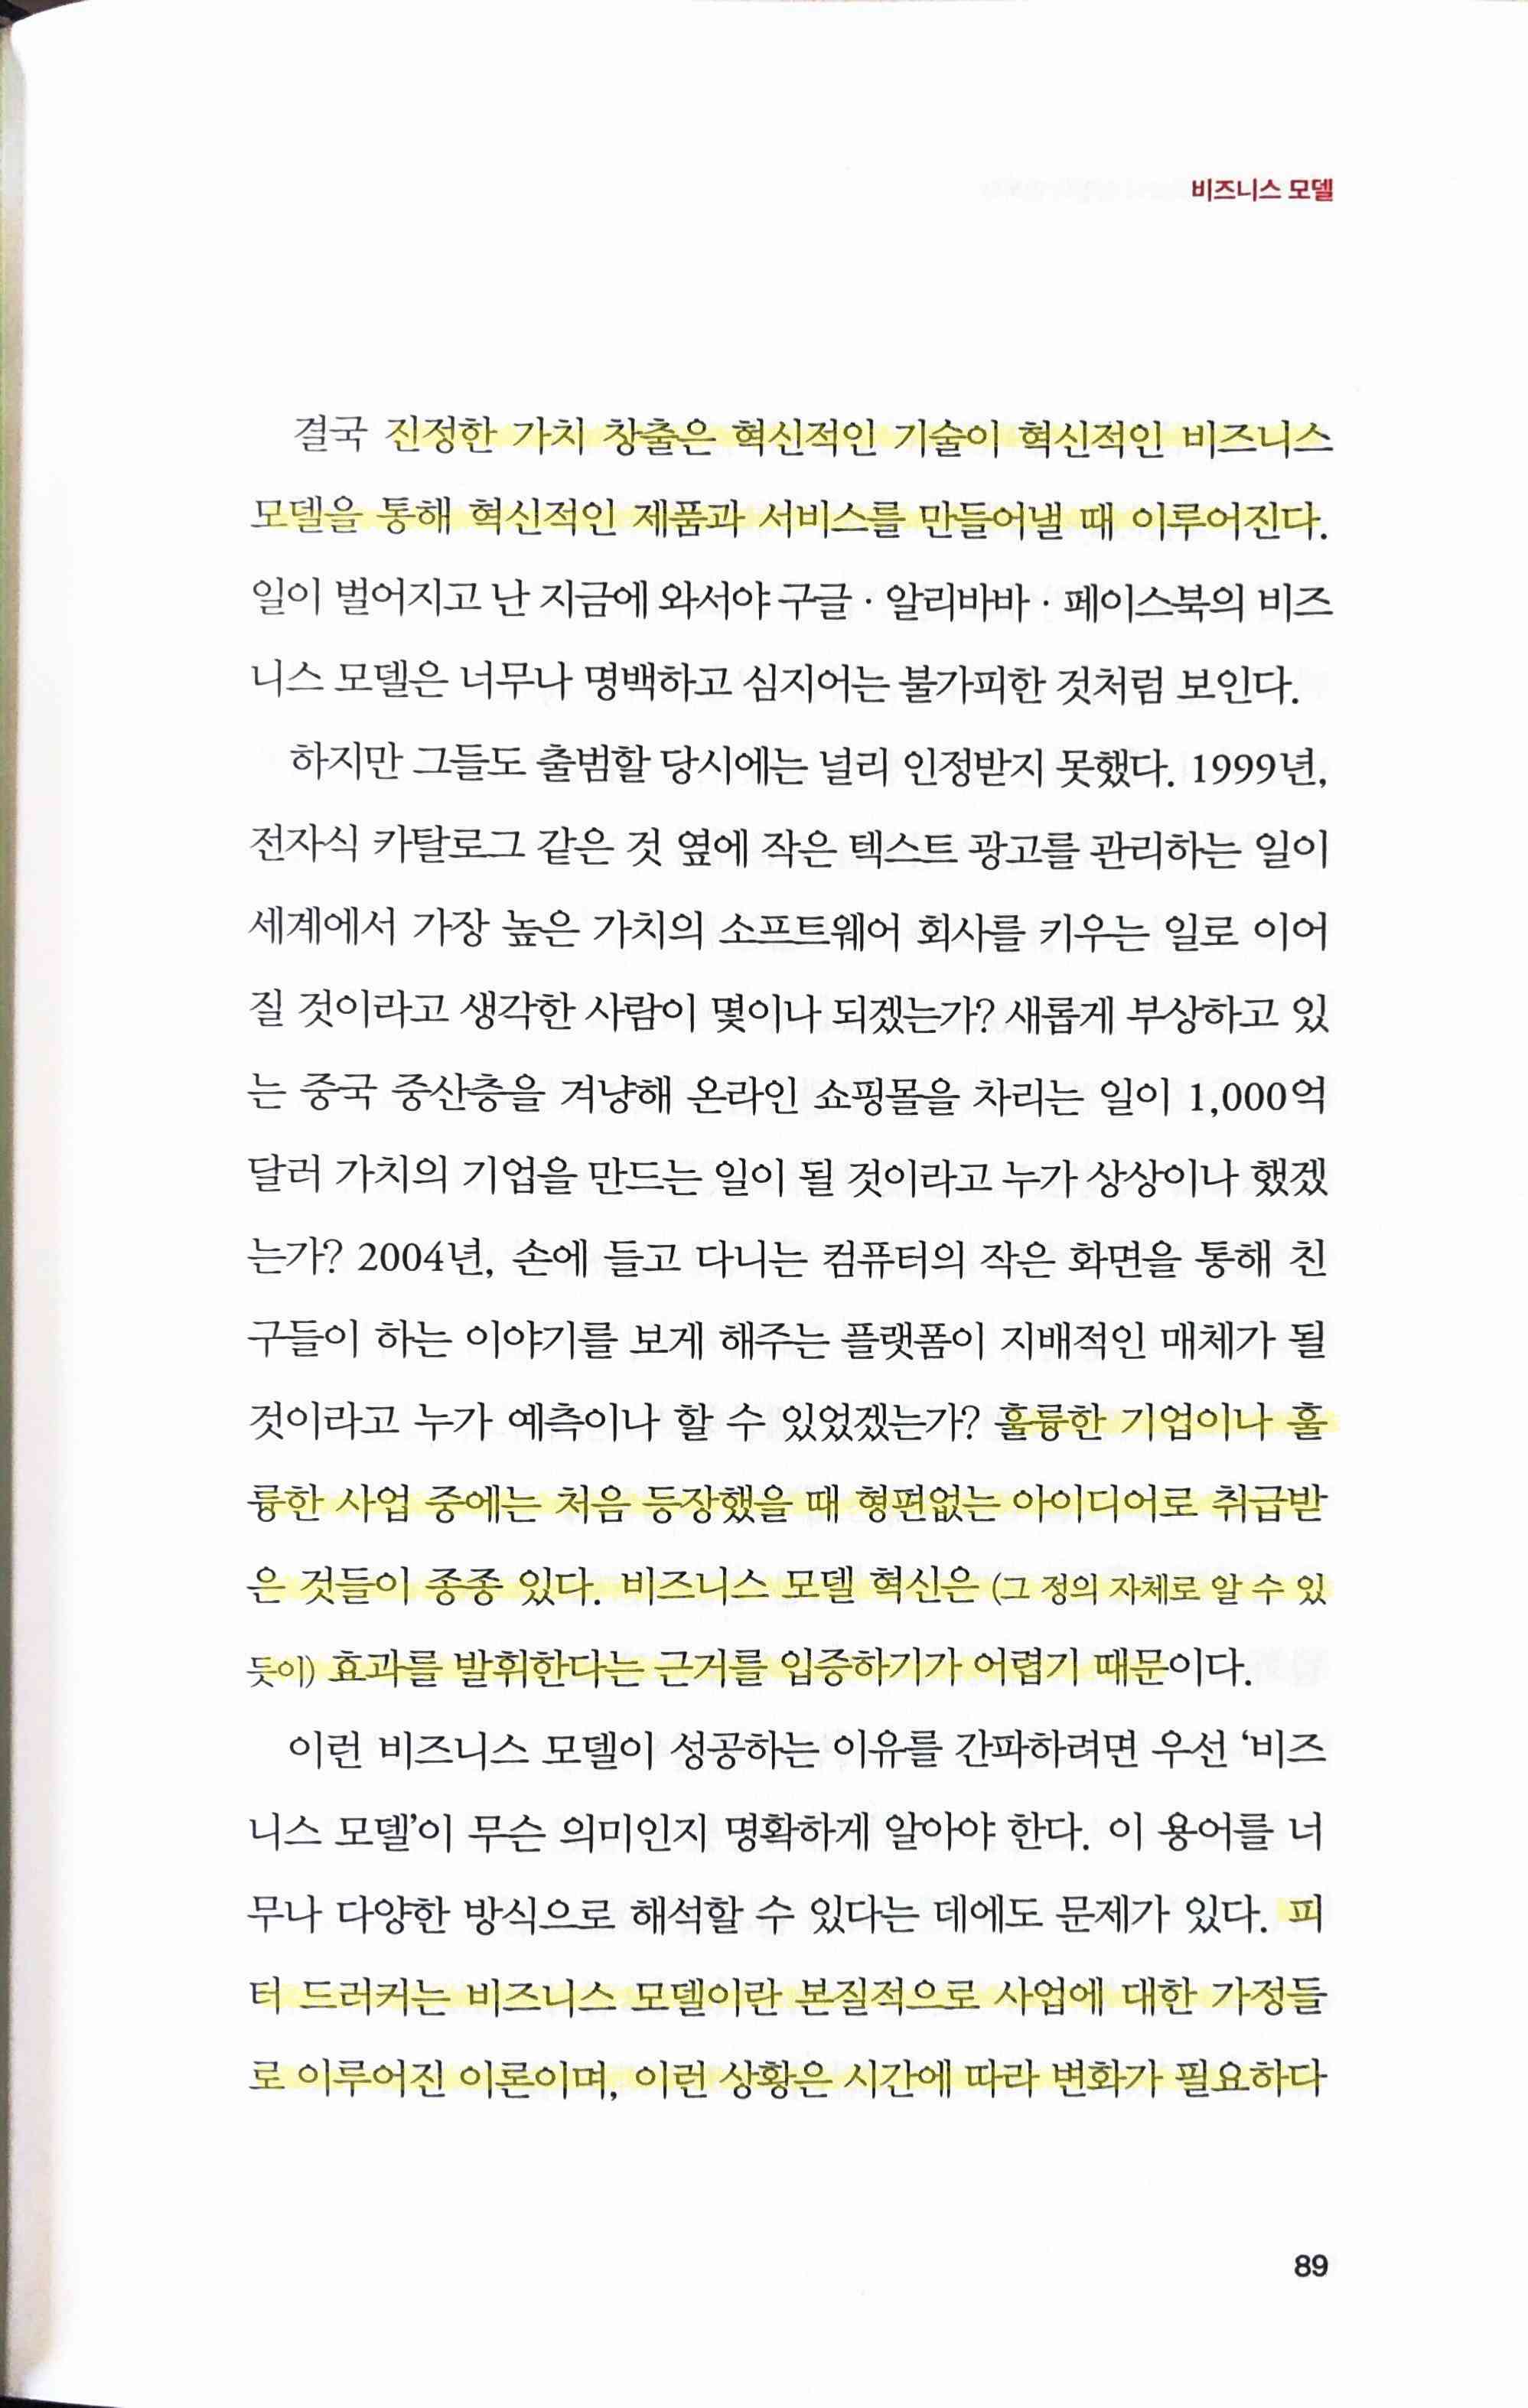 비즈니스 모델
결국 진정한 가치 창출은 혁신적인 기술이 혁신적인 비즈니스
모델을 통해 혁신적인 제품과 서비스를 만들어낼 때 이루어진다.
일이 벌어지고 난 지금에 와서야 구글 · 알리바바 · 페이스북의 비즈
니스 모델은 너무나 명백하고 심지어는 불가피한 것처럼 보인다.
하지만 그들도 출범할 당시에는 널리 인정받지 못했다. 1999년,
전자식 카탈로그 같은 것 옆에 작은 텍스트 광고를 관리하는 일이
세계에서 가장 높은 가치의 소프트웨어 회사를 키우는 일로 이어
질 것이라고 생각한 사람이 몇이나 되겠는가? 새롭게 부상하고 있
는 중국 중산층을 겨냥해 온라인 쇼핑몰을 차리는 일이 1,000억
달러 가치의 기업을 만드는 일이 될 것이라고 누가 상상이나 했겠
는가? 2004년, 손에 들고 다니는 컴퓨터의 작은 화면을 통해 친
구들이 하는 이야기를 보게 해주는 플랫폼이 지배적인 매체가 될
것이라고 누가 예측이나 할 수 있었겠는가? 훌륭한 기업이나 훌
륭한 사업 중에는 처음 등장했을 때 형편없는 아이디어로 취급받
은 것들이 종종 있다. 비즈니스 모델 혁신은 (그 정의 자체로 알 수 있
듯이) 효과를 발휘한다는 근거를 입증하기가 어렵기 때문이다.
이런 비즈니스 모델이 성공하는 이유를 간파하려면 우선 ‘비즈
니스 모델’이 무슨 의미인지 명확하게 알아야 한다. 이 용어를 너
무나 다양한 방식으로 해석할 수 있다는 데에도 문제가 있다. 피
터 드러커는 비즈니스 모델이란 본질적으로 사업에 대한 가정들
로 이루어진 이론이며, 이런 상황은 시간에 따라 변화가 필요하다
89